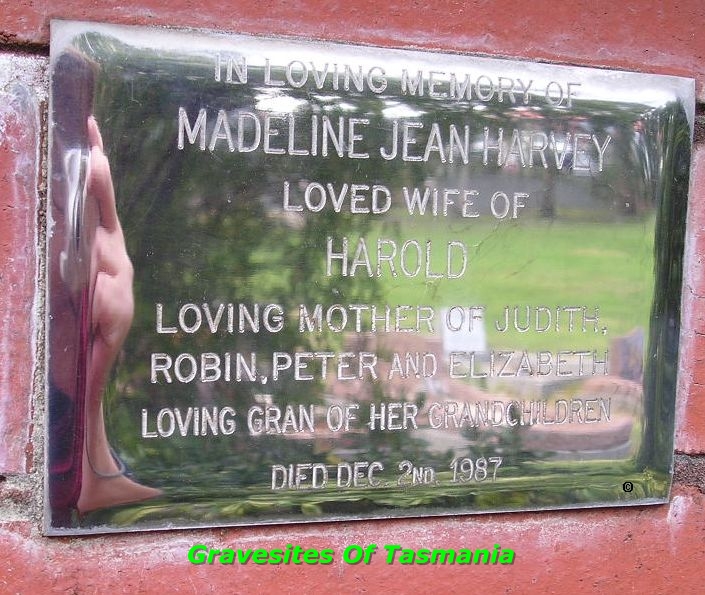 IN LOVING MEMORY OF
MADELINE JEAN HARVEY
LOVED WIFE OF
HAROLD
LOVING MOTHER OF JUDITH,
ROBIN, PETER AND ELIZABETH
LOVING GRAN OF HER GRANDCHILDREN
DIED DEC. 2ND. 1987
©
Gravesites Of Tasmania